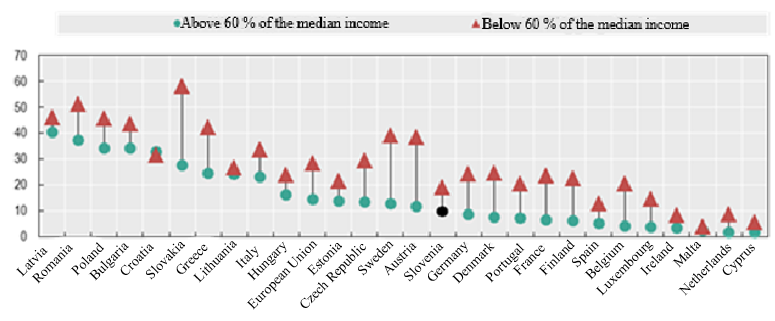 Above 60 % of the median income Below 60 % of the median income
70
60
50
40
30
20
10
0
Latvia
Romania
Poland
Bulgaria
Croatia
Slovakia
Greece
Lithuania
Italy
Hungary
European Union
Estonia
Czech Republic
Sweden
Austria
Slovenia
Germany
Denmark
Portugal
France
Finland
Spain
Belgium
Luxembourg
Ireland
Malta
Netherlands
Cyprus